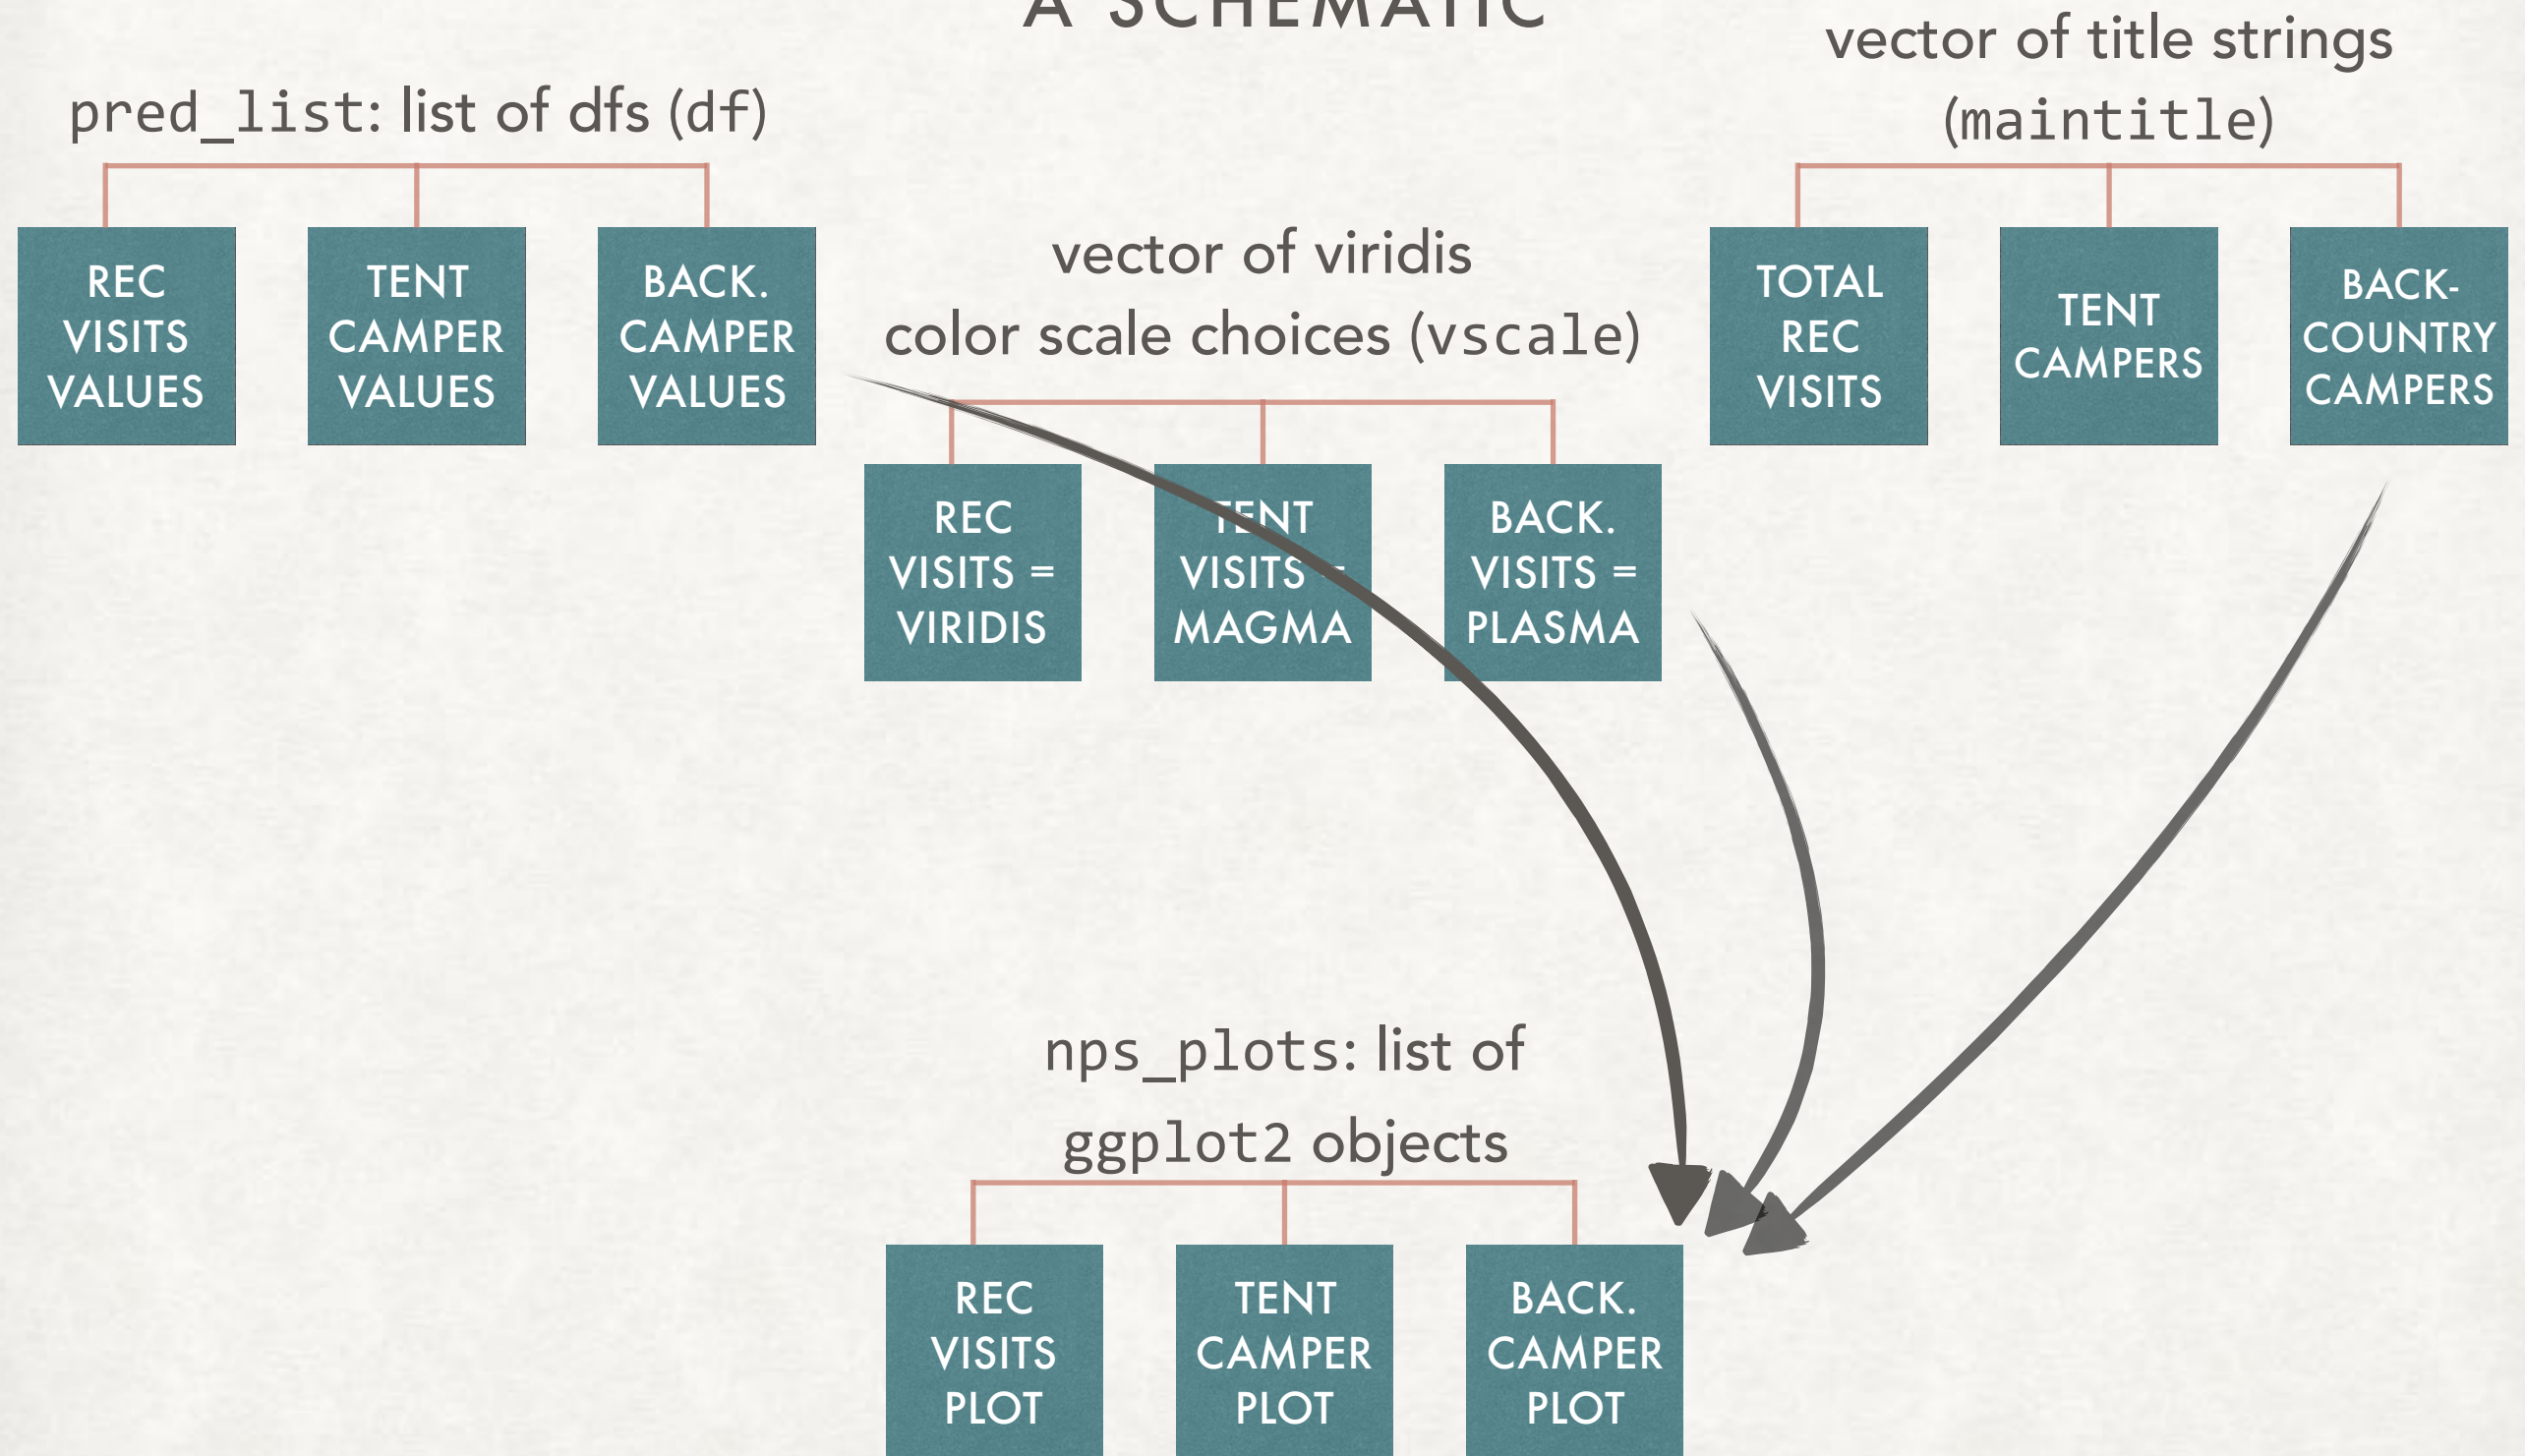 A SCHEMATIC
pred_list: list of dfs (df)
REC
VISITS
VALUES
TENT
CAMPER
VALUES
BACK.
CAMPER
VALUES
vector of viridis
color scale choices (vscale)
REC
VISITS =
VIRIDIS
TENT
VISITS =
MAGMA
BACK.
VISITS =
PLASMA
vector of title strings
(maintitle)
TOTAL
REC
VISITS
TENT
CAMPERS
BACK-
COUNTRY
CAMPERS
nps_plots: list of
ggplot2 objects
REC
VISITS
PLOT
TENT
CAMPER
PLOT
BACK.
CAMPER
PLOT